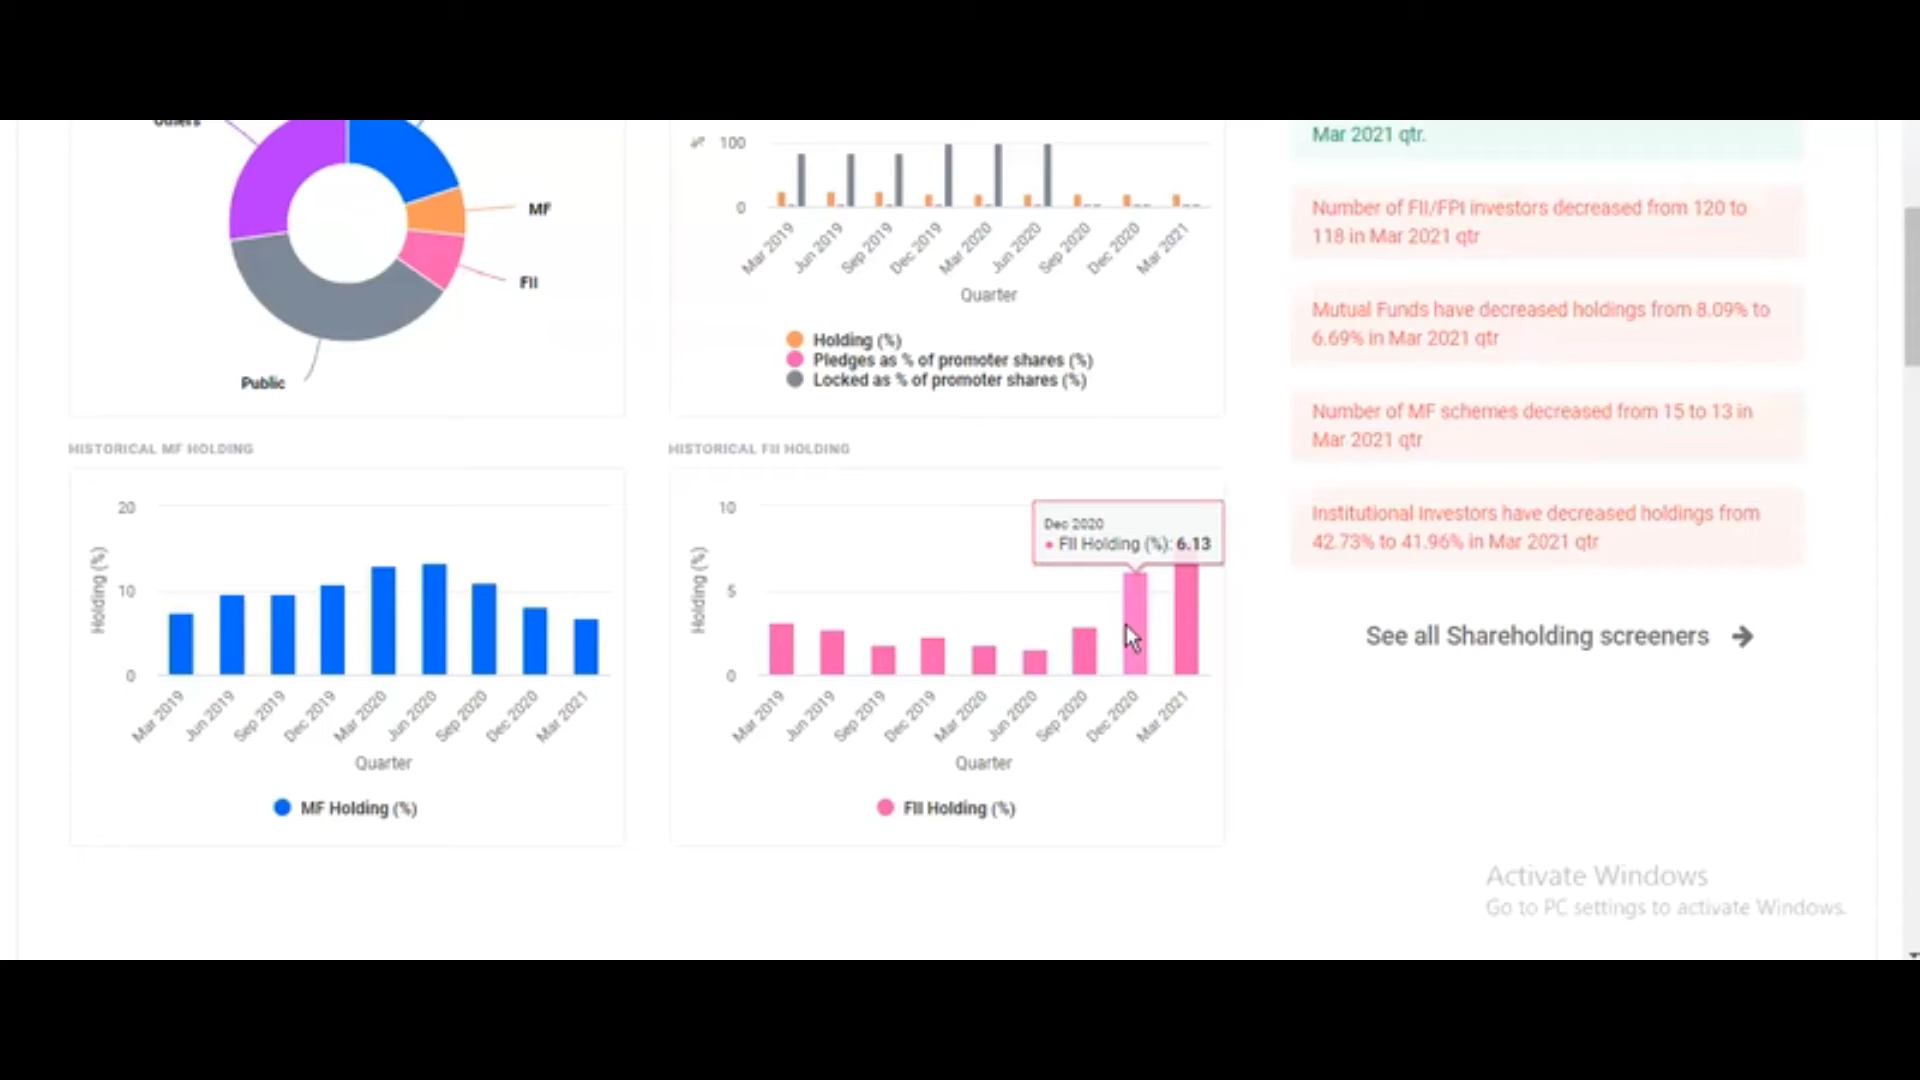 Others
MF
FII
Public
%
100
0
Mar 2019
Jun 2019
Sep 2019
Dec 2019
Mar 2020
Jun 2020
Sep 2020
Dec 2020
Mar 2021
Quarter
Holding (%)
Pledges as % of promoter shares (%)
Locked as % of promoter shares (%)
HISTORICAL MF HOLDING
20
10
0
Holding (%)
Mar 2019
Jun 2019
Sep 2019
Dec 2019
Mar 2020
Jun 2020
Sep 2020
Dec 2020
Mar 2021
Quarter
MF Holding (%)
HISTORICAL FII HOLDING
10
5
0
Holding (%)
Dec 2020
FII Holding (%): 6.13
Mar 2019
Jun 2019
Sep 2019
Dec 2019
Mar 2020
Jun 2020
Sep 2020
Dec 2020
Mar 2021
Quarter
FII Holding (%)
Mar 2021 qtr.
Number of FII/FPI investors decreased from 120 to
118 in Mar 2021 qtr
Mutual Funds have decreased holdings from 8.09% to
6.69% in Mar 2021 qtr
Number of MF schemes decreased from 15 to 13 in
Mar 2021 qtr
Institutional Investors have decreased holdings from
42.73% to 41.96% in Mar 2021 qtr
See all Shareholding screeners
Activate Windows
Go to PC settings to activate Windows.